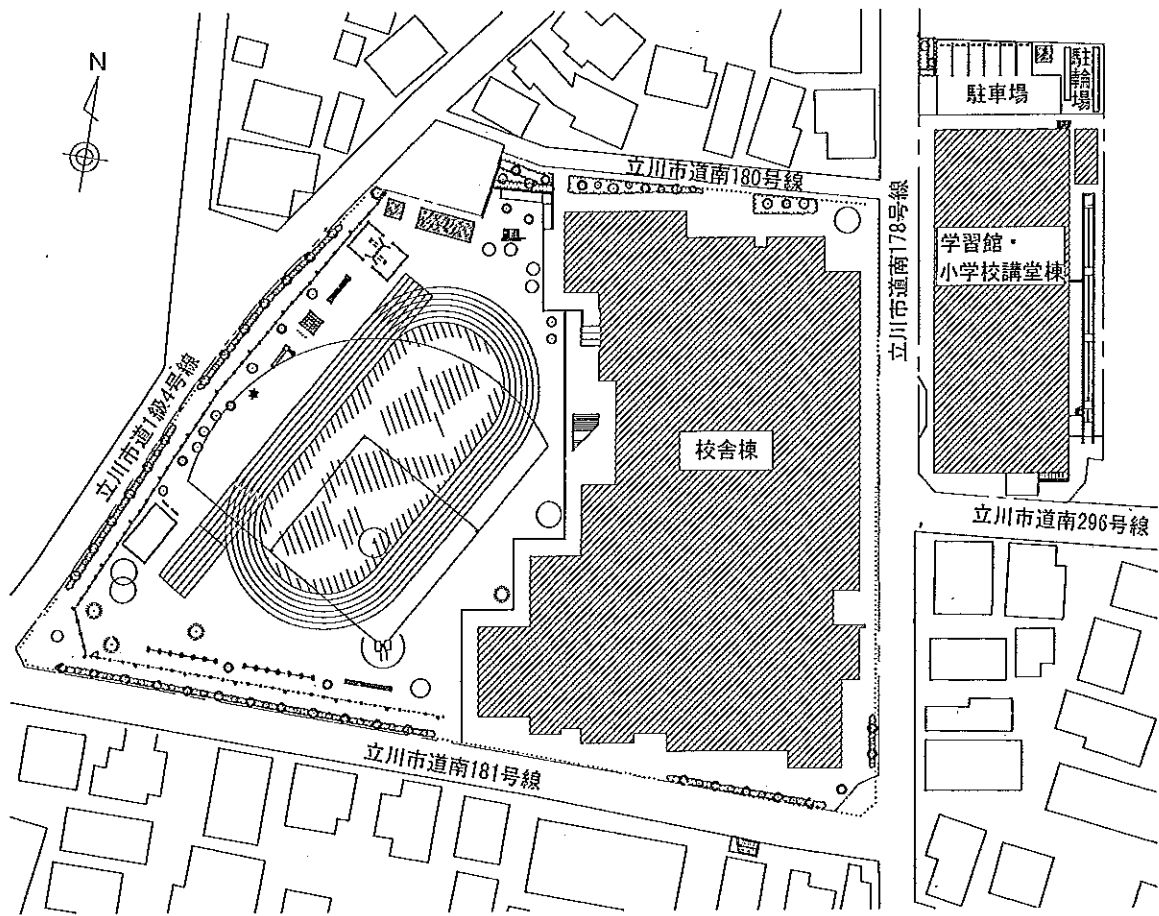 N
駐車場
駐輪場
立川市道南180号線
立川市道南178号線
学習館・
小学校講堂棟
立川市道1級4号線
校舎棟
立川市道南296号線
立川市道南181号線